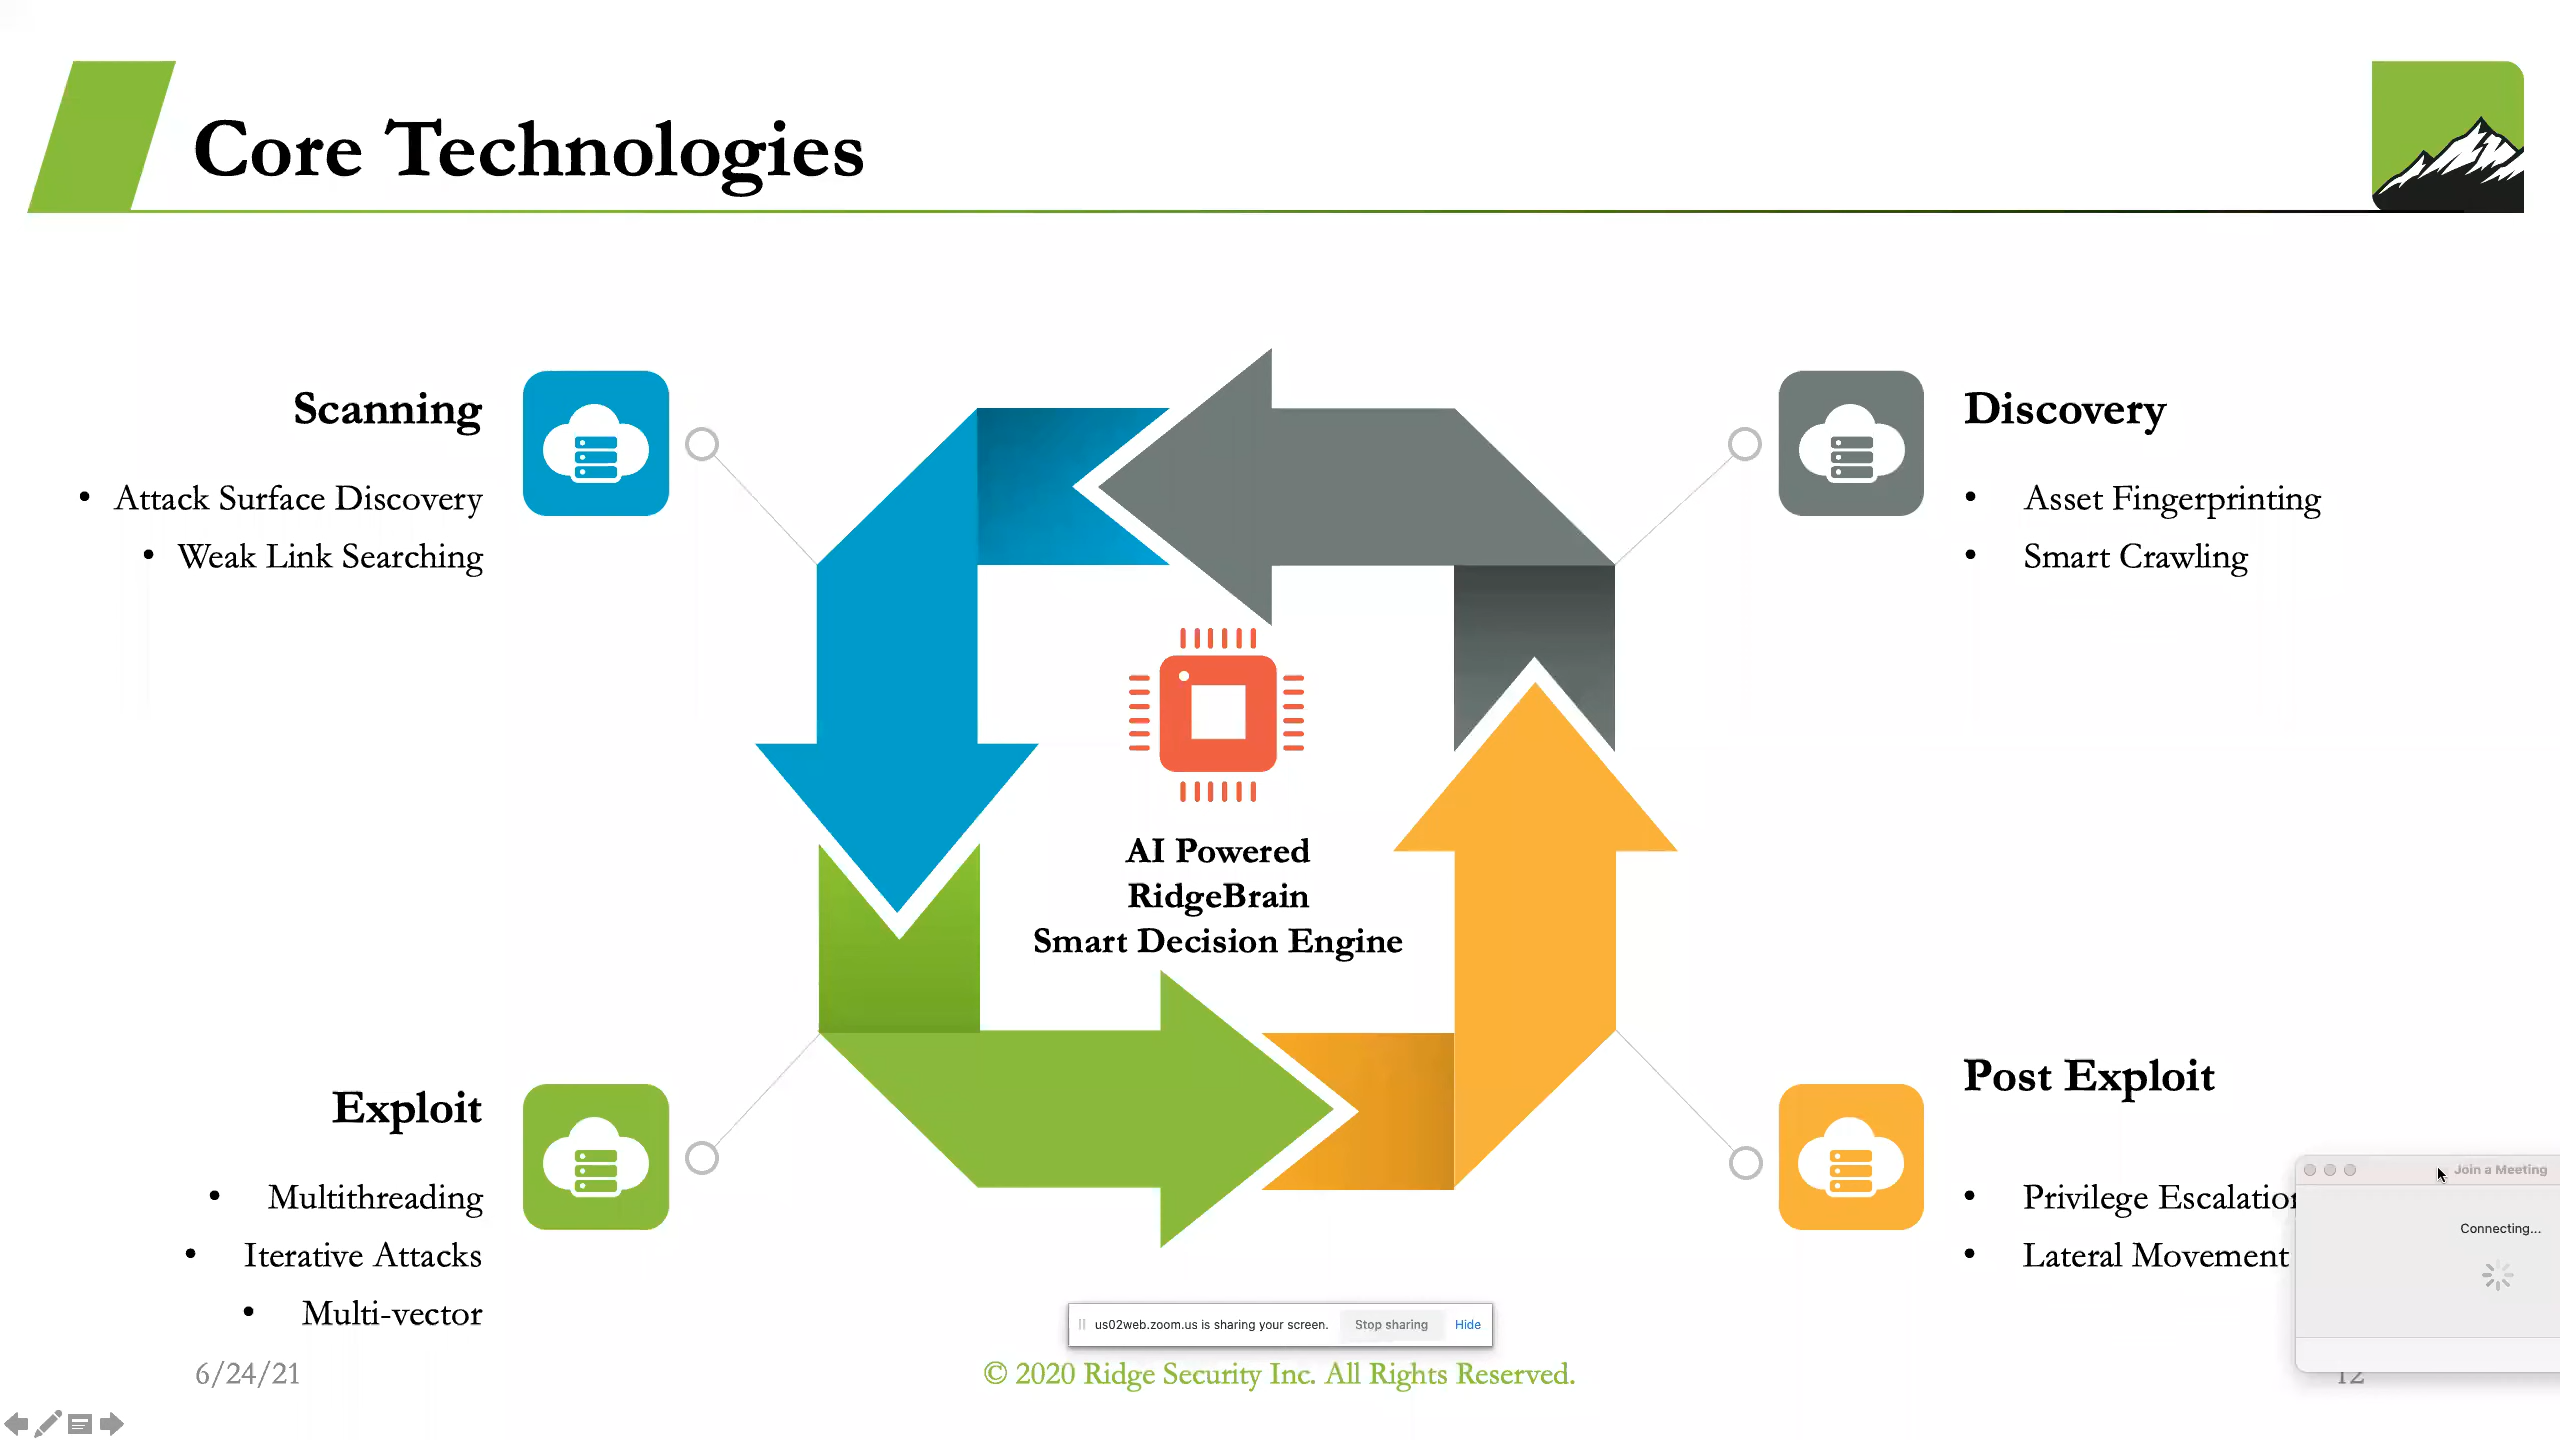 Core Technologies
Scanning
• Attack Surface Discovery
• Weak Link Searching
Discovery
• Asset Fingerprinting
• Smart Crawling
AI Powered
RidgeBrain
Smart Decision Engine
Exploit
• Multithreading
• Iterative Attacks
• Multi-vector
Post Exploit
• Privilege Escalation
• Lateral Movement
Join a Meeting
Connecting...
us02web.zoom.us is sharing your screen. Stop sharing Hide
6/24/21
© 2020 Ridge Security Inc. All Rights Reserved.
12